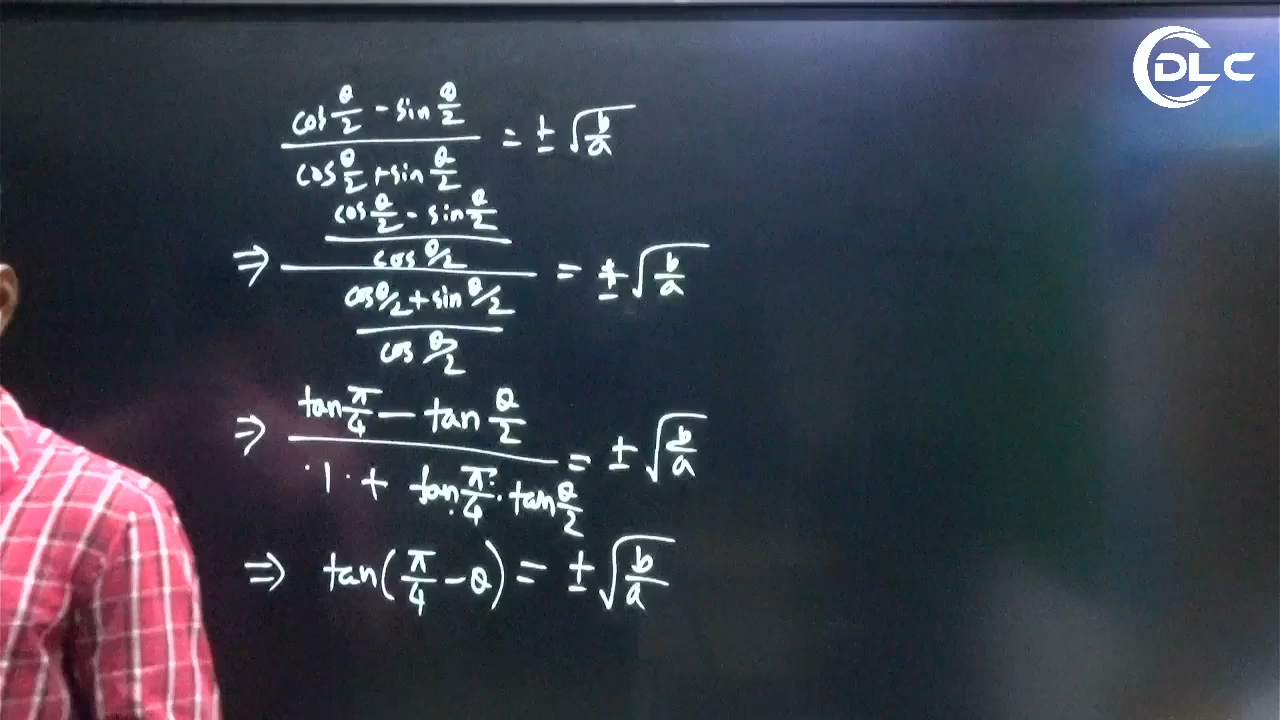 DLC
cos θ/2 - sin θ/2
cos θ/2 + sin θ/2 = ± √(b/a)
⇒ cos θ/2 - sin θ/2
cos θ/2 = ± √(b/a)
cos θ/2 + sin θ/2
cos θ/2
⇒ tan π/4 - tan θ/2
1 + tan π/4 · tan θ/2 = ± √(b/a)
⇒ tan(π/4 - θ) = ± √(b/a)